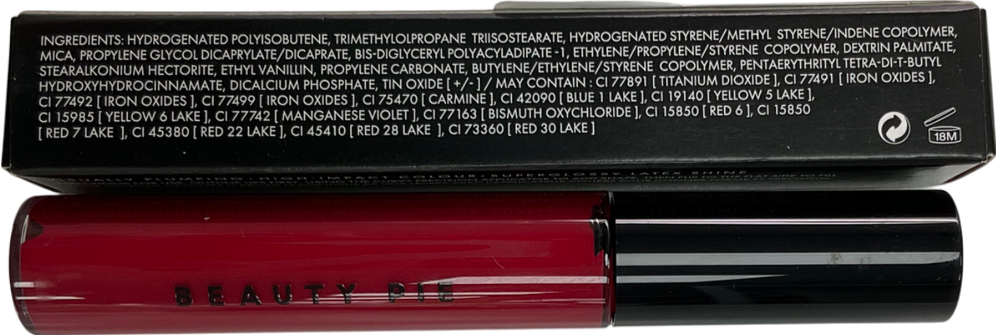 INGREDIENTS: HYDROGENATED POLYISOBUTENE, TRIMETHYLOLPROPANE TRIISOSTEARATE, HYDROGENATED STYRENE/METHYL STYRENE/INDENE COPOLYMER,
MICA, PROPYLENE GLYCOL DICAPRYLATE/DICAPRATE, BIS-DIGLYCERYL POLYACYLADIPATE -1, ETHYLENE/PROPYLENE/STYRENE COPOLYMER, DEXTRIN PALMITATE,
STEARALKONIUM HECTORITE, ETHYL VANILLIN, PROPYLENE CARBONATE, BUTYLENE/ETHYLENE/STYRENE COPOLYMER, PENTAERYTHRITYL TETRA-DI-T-BUTYL
HYDROXYHYDROCINNAMATE, DICALCIUM PHOSPHATE, TIN OXIDE [ +/- ] / MAY CONTAIN : CI 77891 [ TITANIUM DIOXIDE ], CI 77491 [ IRON OXIDES ],
CI 77492 [ IRON OXIDES ], CI 77499 [ IRON OXIDES ], CI 75470 [ CARMINE ], CI 42090 [ BLUE 1 LAKE ], CI 19140 [ YELLOW 5 LAKE ],
CI 15985 [ YELLOW 6 LAKE ], CI 77742 [ MANGANESE VIOLET ], CI 77163 [ BISMUTH OXYCHLORIDE ], CI 15850 [ RED 6 ], CI 15850
[ RED 7 LAKE ], CI 45380 [ RED 22 LAKE ], CI 45410 [ RED 28 LAKE ], CI 73360 [ RED 30 LAKE ]
18M
COLOUR · SUPERGLOSSY LATEX SHINE
BEAUTY PIE